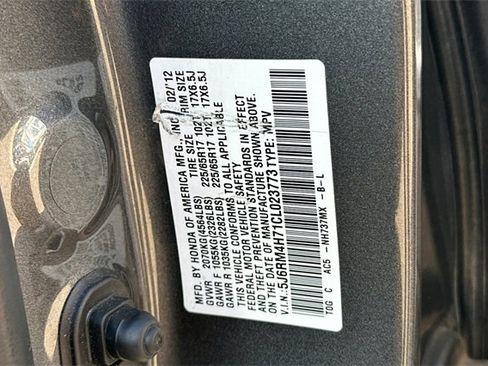 MFD. BY HONDA OF AMERICA MFG., INC. 02/'12
TIRE SIZE RIM SIZE
GVWR 2070KG(4564LBS) 225/65R17 102T 17X6.5J
GAWR F 1055KG(2326LBS) 225/65R17 102T 17X6.5J
GAWR R 1035KG(2282LBS)
THIS VEHICLE CONFORMS TO ALL APPLICABLE
FEDERAL MOTOR VEHICLE SAFETY
AND THEFT PREVENTION STANDARDS IN EFFECT
ON THE DATE OF MANUFACTURE SHOWN ABOVE.
V.I.N.: 5J6RM4H71CL023773 TYPE: MPV
TOG C AC5 -NH737MX -B-L